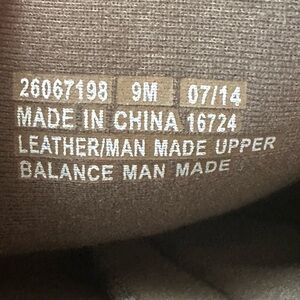 26067198 9M 07/14
MADE IN CHINA 16724
LEATHER/MAN MADE UPPER
BALANCE MAN MADE